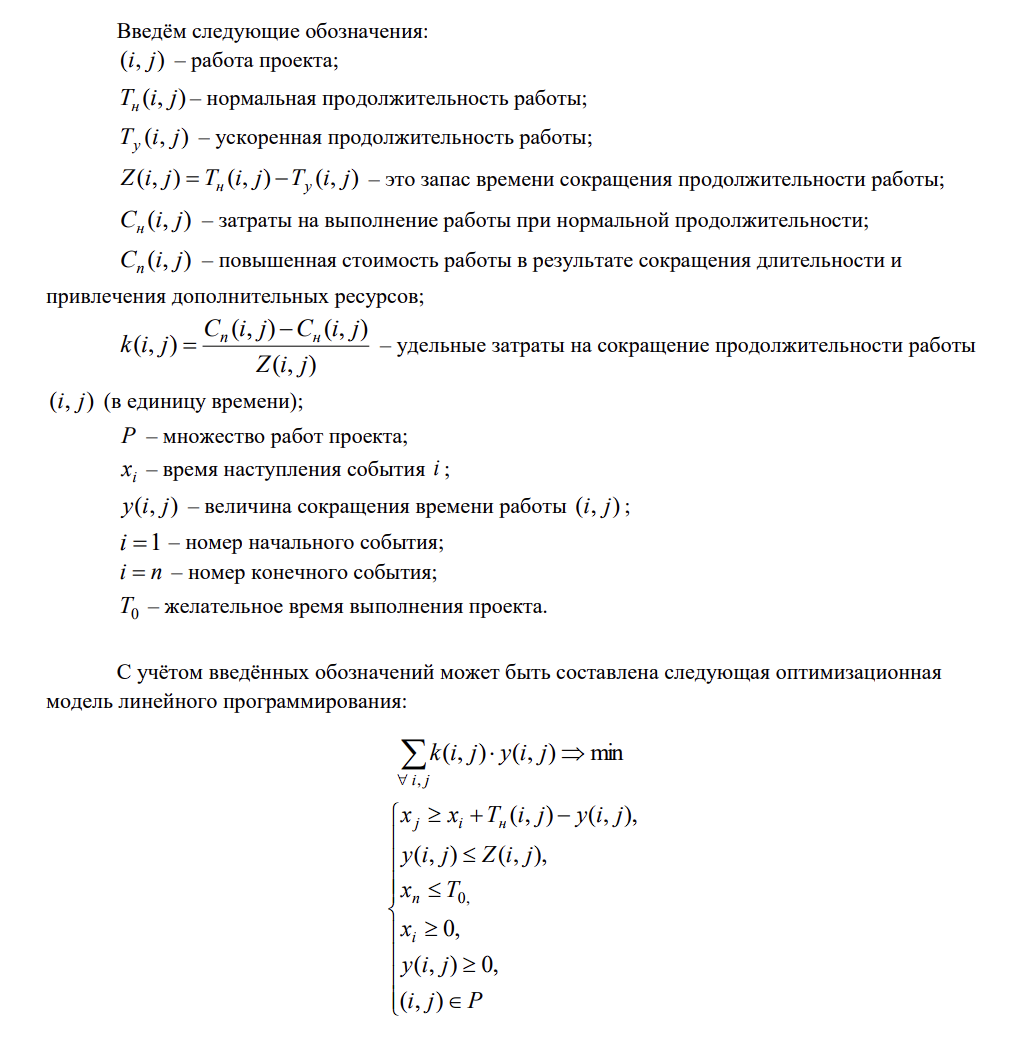 Введём следующие обозначения:
(i, j) – работа проекта;
Tн(i, j) – нормальная продолжительность работы;
Tу(i, j) – ускоренная продолжительность работы;
Z(i, j) = Tн(i, j) − Tу(i, j) – это запас времени сокращения продолжительности работы;
Cн(i, j) – затраты на выполнение работы при нормальной продолжительности;
Cп(i, j) – повышенная стоимость работы в результате сокращения длительности и
привлечения дополнительных ресурсов;
k(i, j) = (Cп(i, j) − Cн(i, j)) / Z(i, j) – удельные затраты на сокращение продолжительности работы
(i, j) (в единицу времени);
P – множество работ проекта;
xi – время наступления события i;
y(i, j) – величина сокращения времени работы (i, j);
i = 1 – номер начального события;
i = n – номер конечного события;
T0 – желательное время выполнения проекта.
С учётом введённых обозначений может быть составлена следующая оптимизационная
модель линейного программирования:
∑ k(i, j) · y(i, j) ⇒ min
∀ i, j
xj ≥ xi + Tн(i, j) − y(i, j),
y(i, j) ≤ Z(i, j),
xn ≤ T0,
xi ≥ 0,
y(i, j) ≥ 0,
(i, j) ∈ P